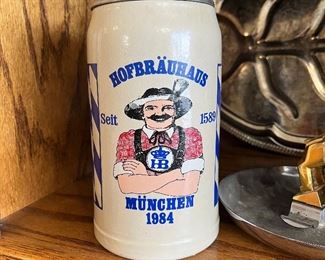 HOFBRÄUHAUS
Seit 1589
HB
MÜNCHEN
1984